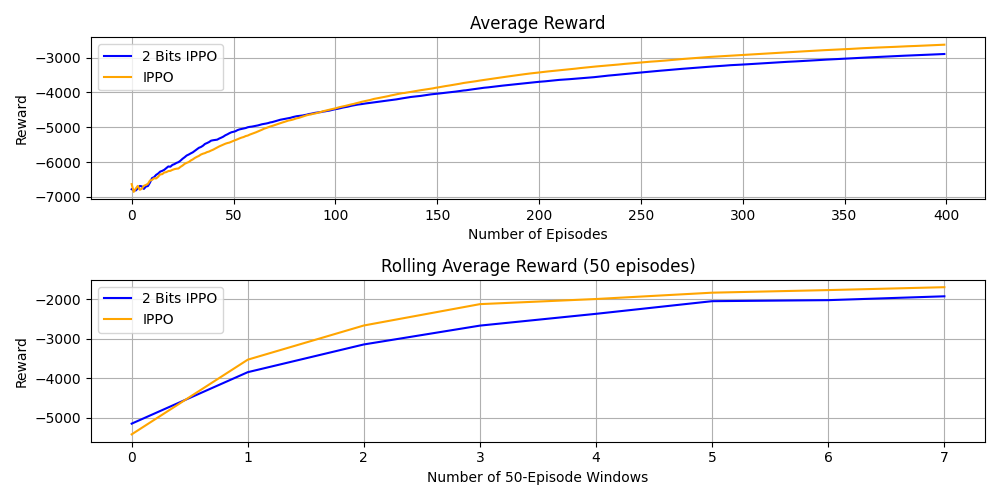 Average Reward
2 Bits IPPO
IPPO
−3000
−4000
−5000
−6000
−7000
Reward
0 50 100 150 200 250 300 350 400
Number of Episodes
Rolling Average Reward (50 episodes)
2 Bits IPPO
IPPO
−2000
−3000
−4000
−5000
Reward
0 1 2 3 4 5 6 7
Number of 50-Episode Windows